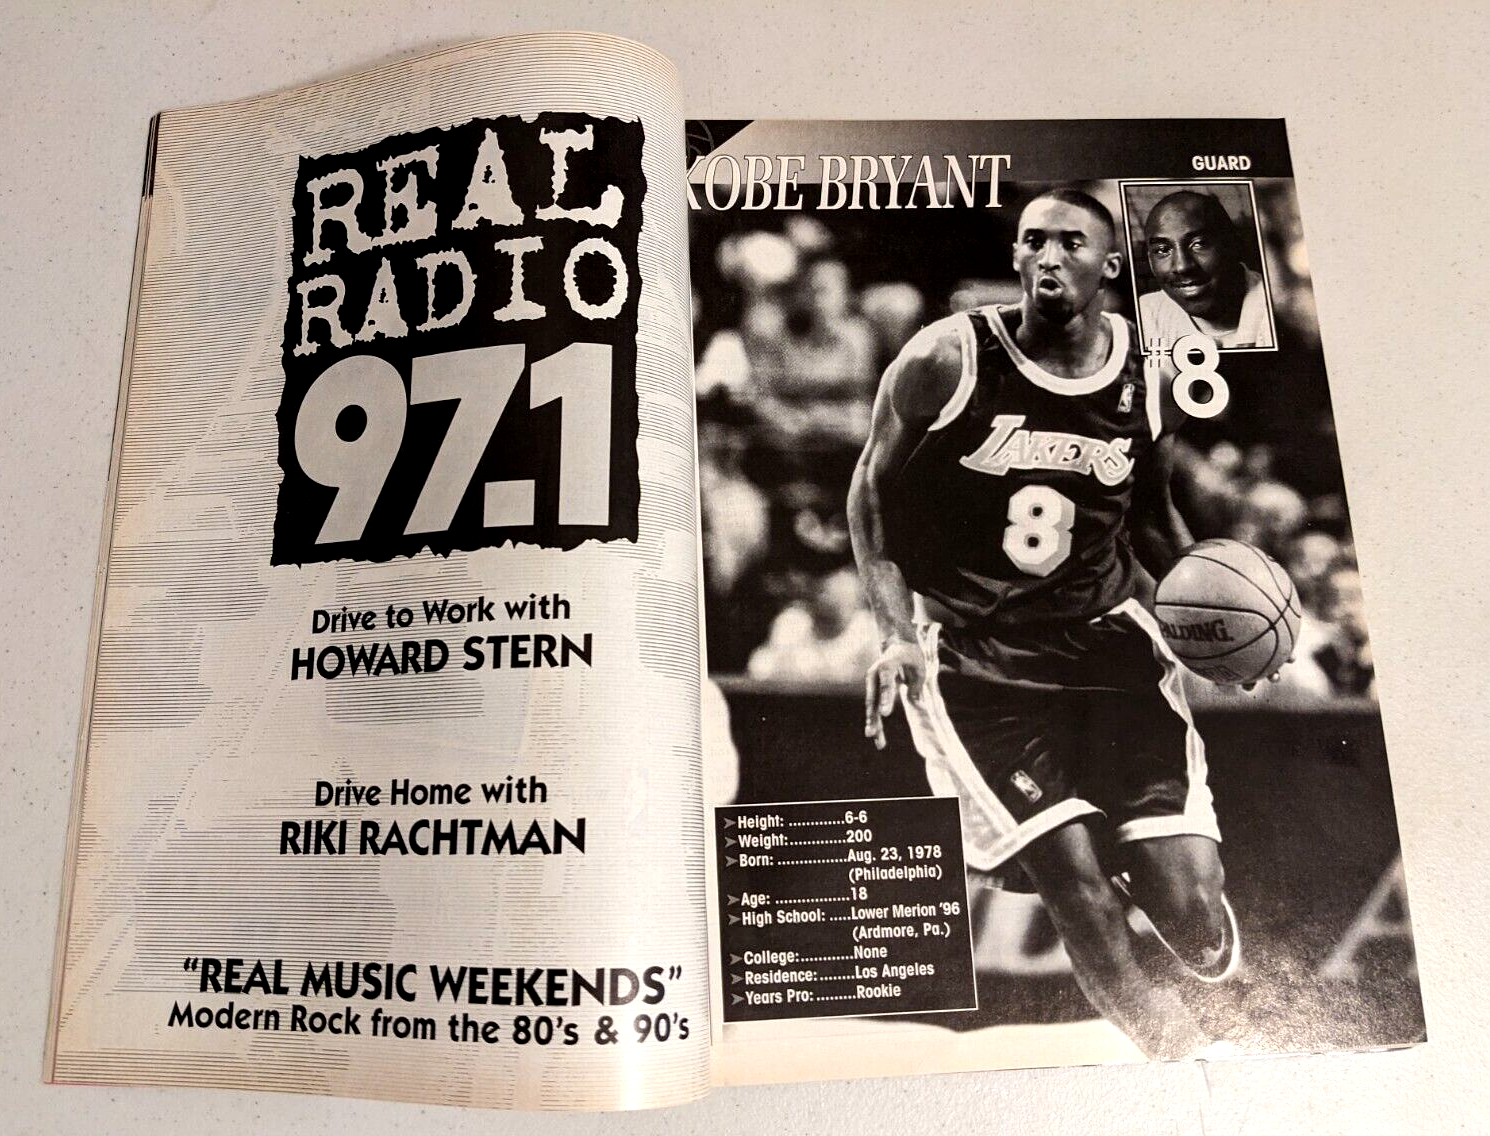 REAL
RADIO
97.1
Drive to Work with
HOWARD STERN
Drive Home with
RIKI RACHTMAN
“REAL MUSIC WEEKENDS”
Modern Rock from the 80's & 90's
KOBE BRYANT
GUARD
#8
LAKERS
8
PALDING.
➤Height: .............6-6
➤Weight:.............200
➤Born: ................Aug. 23, 1978
(Philadelphia)
➤Age: .................18
➤High School: .....Lower Merion '96
(Ardmore, Pa.)
➤College:............None
➤Residence:........Los Angeles
➤Years Pro: .........Rookie